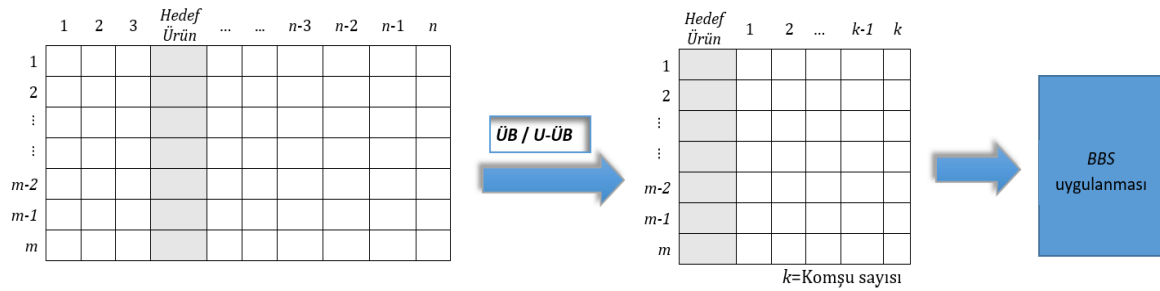 1 2 3 Hedef Ürün ... ... n-3 n-2 n-1 n
1
2
⋮
⋮
m-2
m-1
m
ÜB / U-ÜB
Hedef Ürün 1 2 ... k-1 k
1
2
⋮
⋮
m-2
m-1
m
k=Komşu sayısı
BBS
uygulanması